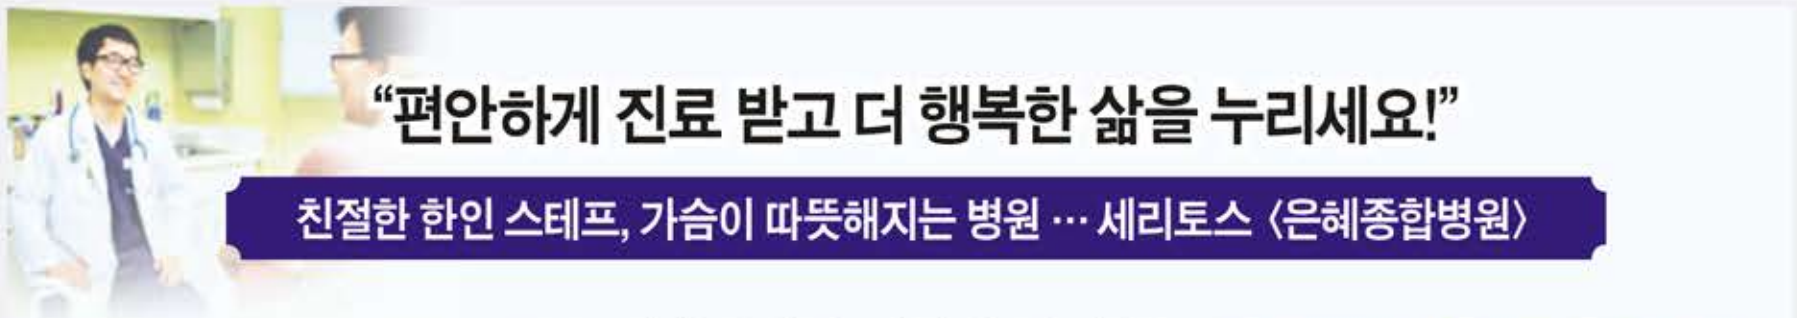 “편안하게 진료 받고 더 행복한 삶을 누리세요!”
친절한 한인 스테프, 가슴이 따뜻해지는 병원 … 세리토스 〈은혜종합병원〉